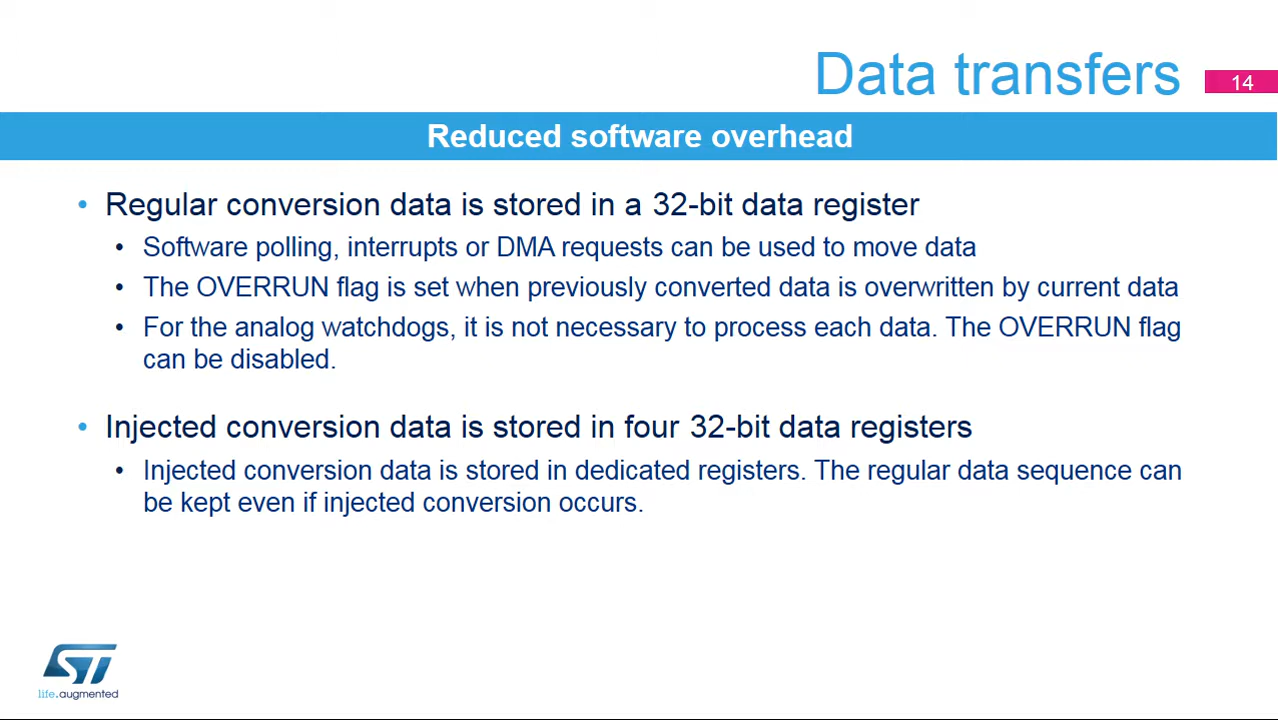 Data transfers
14
Reduced software overhead
• Regular conversion data is stored in a 32-bit data register
• Software polling, interrupts or DMA requests can be used to move data
• The OVERRUN flag is set when previously converted data is overwritten by current data
• For the analog watchdogs, it is not necessary to process each data. The OVERRUN flag
can be disabled.
• Injected conversion data is stored in four 32-bit data registers
• Injected conversion data is stored in dedicated registers. The regular data sequence can
be kept even if injected conversion occurs.
ST
life.augmented